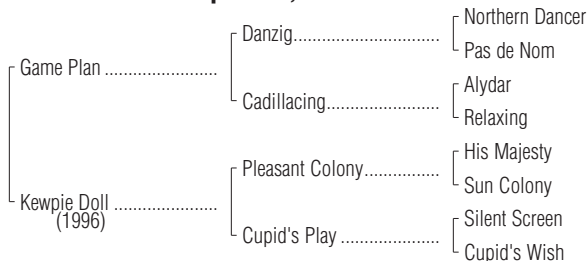 Northern Dancer
Danzig........................................
Pas de Nom
Game Plan ...............................
Alydar
Cadillacing...............................
Relaxing
His Majesty
Pleasant Colony....................
Sun Colony
Kewpie Doll ............................
(1996)
Silent Screen
Cupid's Play ..........................
Cupid's Wish